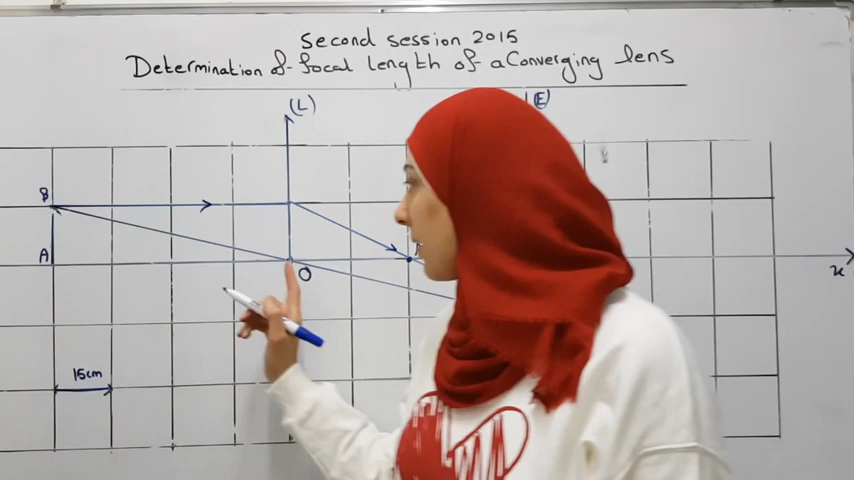 Second session 2015
Determination of focal length of a Converging lens
(L)
(E)
B
A
O
x
15cm